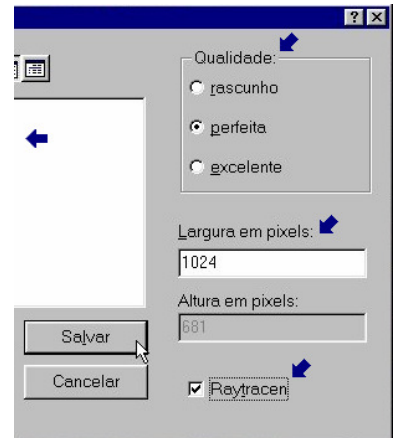 Qualidade:
rascunho
perfeita
excelente
Largura em pixels:
1024
Altura em pixels:
681
Salvar
Cancelar
Raytracen